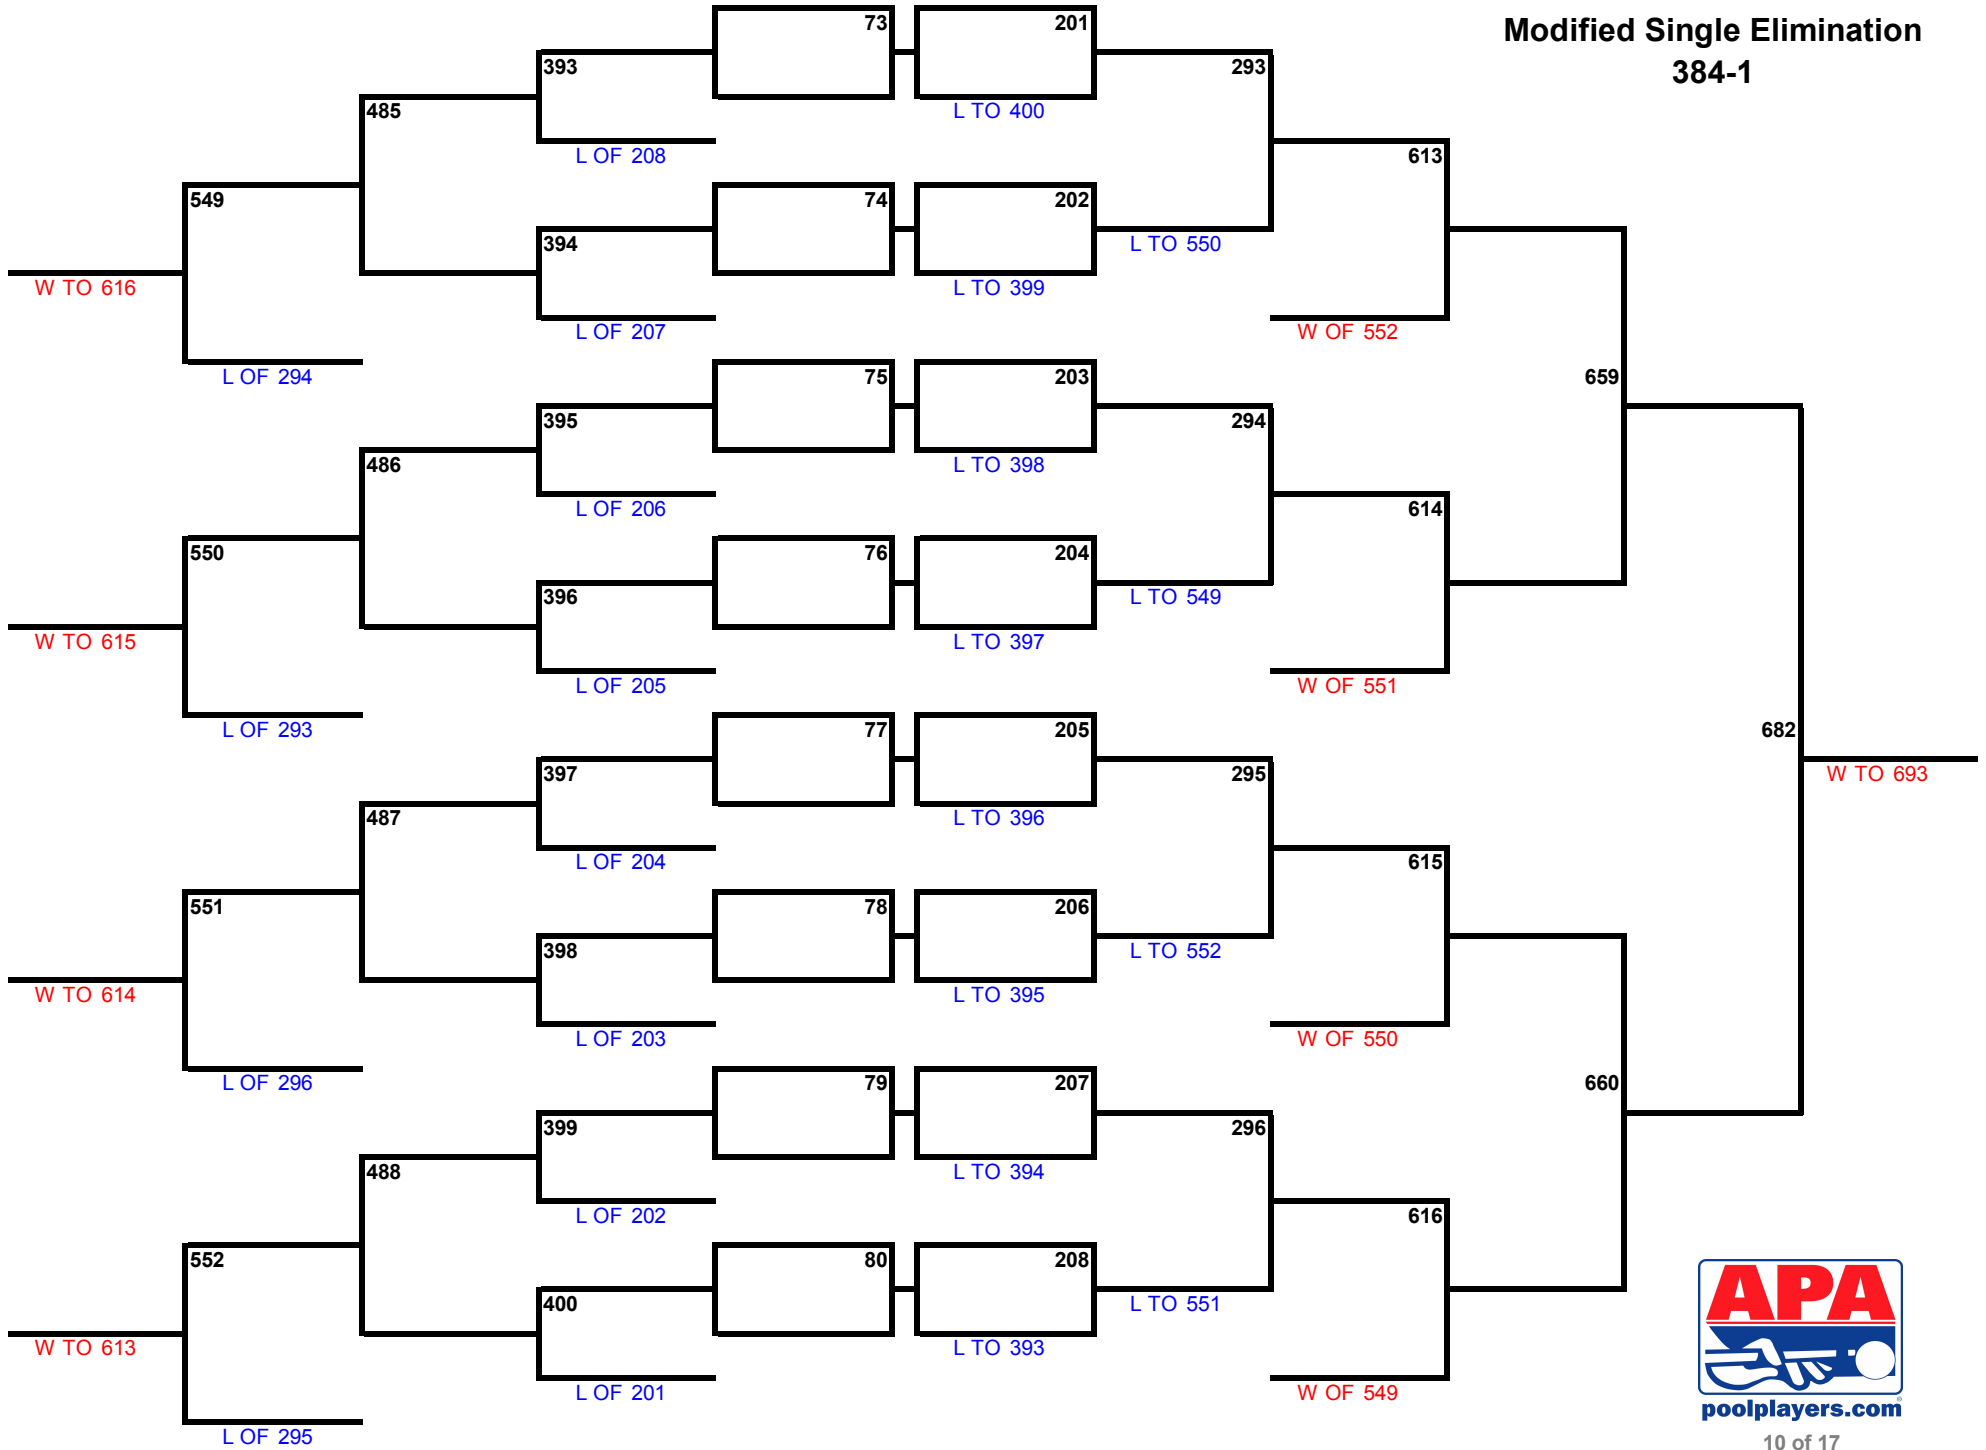 Modified Single Elimination
384-1
73 201
393 293
485 L TO 400
L OF 208 613
549 74 202
394 L TO 550
W TO 616 L TO 399
L OF 207 W OF 552
L OF 294 75 203 659
395 294
486 L TO 398
L OF 206 614
550 76 204
396 L TO 549
W TO 615 L TO 397
L OF 205 W OF 551
L OF 293 77 205 682
397 295 W TO 693
487 L TO 396
L OF 204 615
551 78 206
398 L TO 552
W TO 614 L TO 395
L OF 203 W OF 550
L OF 296 79 207 660
399 296
488 L TO 394
L OF 202 616
552 80 208
400 L TO 551
W TO 613 L TO 393
L OF 201 W OF 549
L OF 295
APA
poolplayers.com
10 of 17